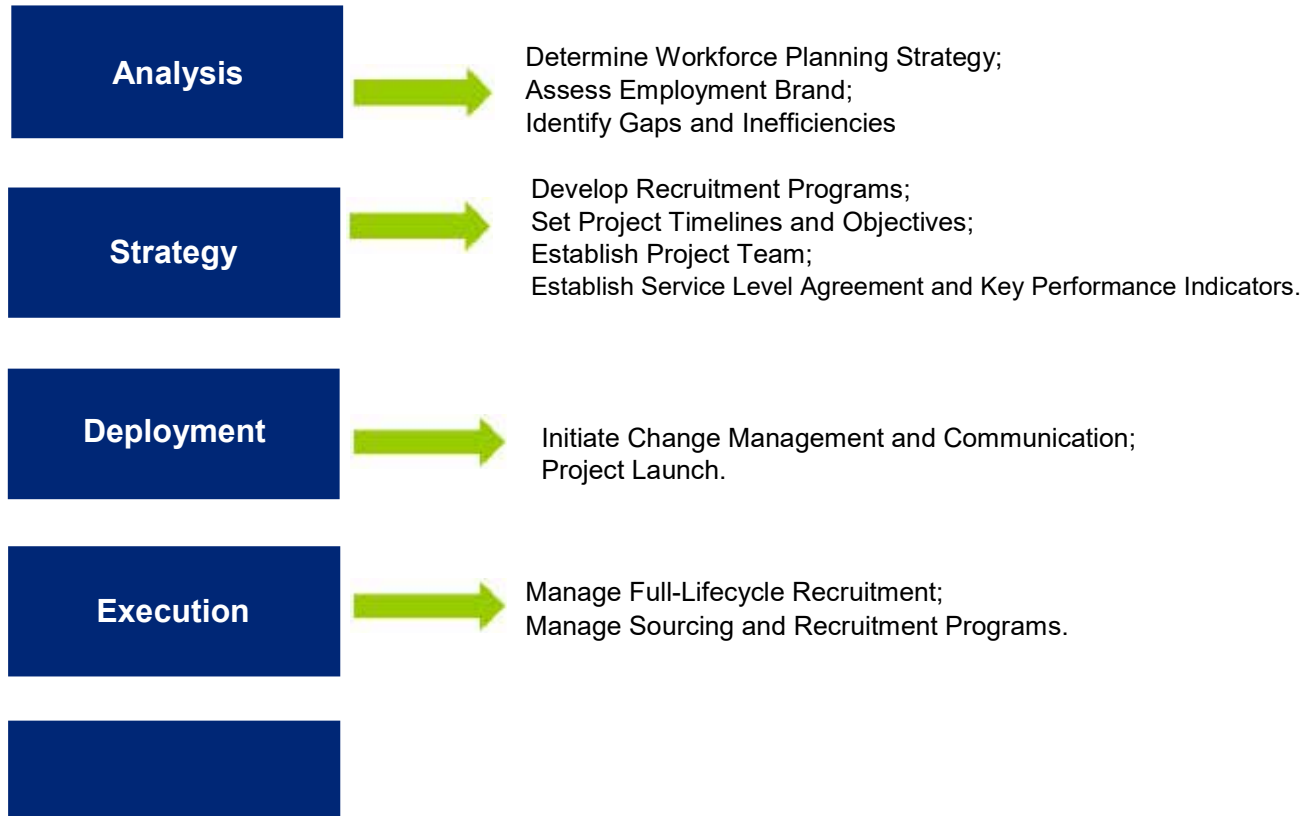 Analysis
Determine Workforce Planning Strategy;
Assess Employment Brand;
Identify Gaps and Inefficiencies
Strategy
Develop Recruitment Programs;
Set Project Timelines and Objectives;
Establish Project Team;
Establish Service Level Agreement and Key Performance Indicators.
Deployment
Initiate Change Management and Communication;
Project Launch.
Execution
Manage Full-Lifecycle Recruitment;
Manage Sourcing and Recruitment Programs.